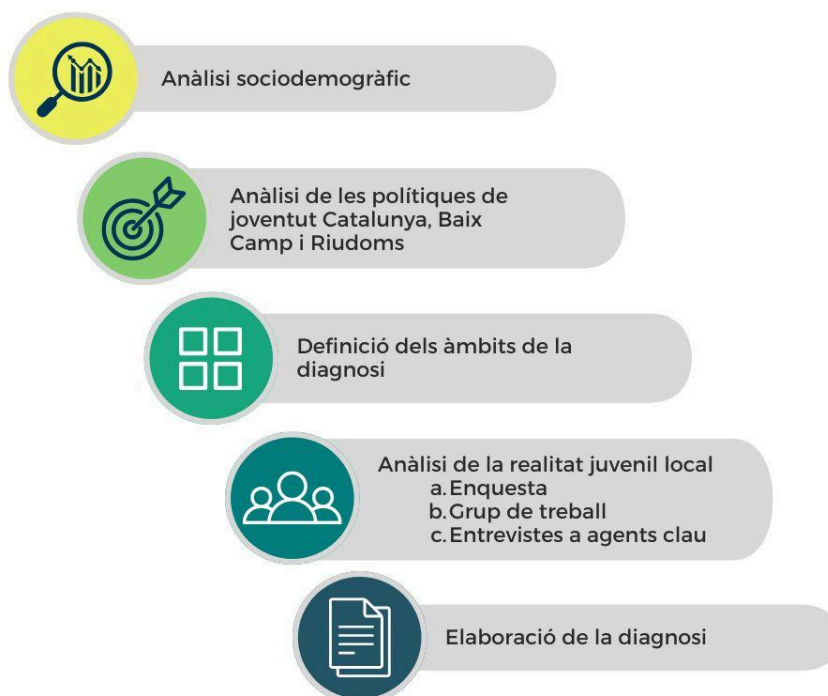 Anàlisi sociodemogràfic
Anàlisi de les polítiques de
joventut Catalunya, Baix
Camp i Riudoms
Definició dels àmbits de la
diagnosi
Anàlisi de la realitat juvenil local
a. Enquesta
b. Grup de treball
c. Entrevistes a agents clau
Elaboració de la diagnosi